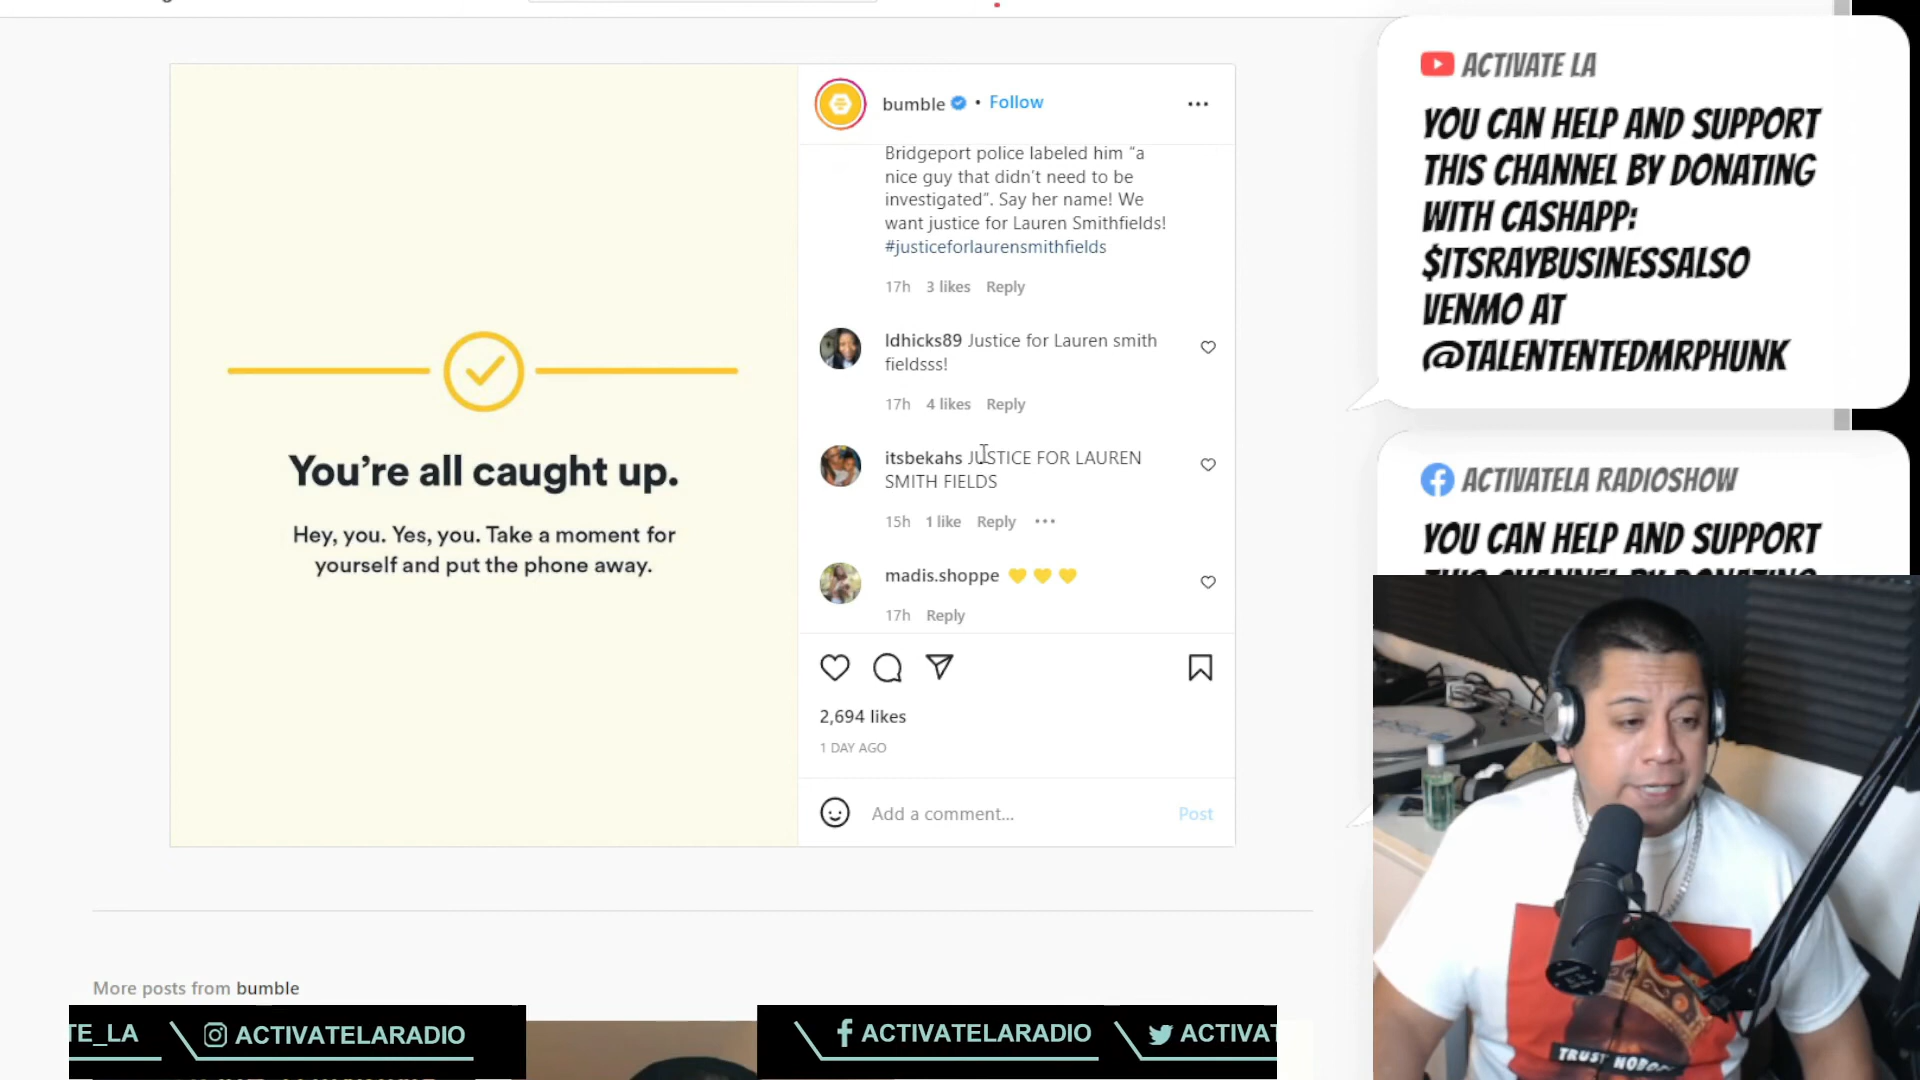 bumble • Follow
Bridgeport police labeled him “a
nice guy that didn’t need to be
investigated”. Say her name! We
want justice for Lauren Smithfields!
#justiceforlaurensmithfields
17h 3 likes Reply
ldhicks89 Justice for Lauren smith
fieldsss!
17h 4 likes Reply
itsbekahs JUSTICE FOR LAUREN
SMITH FIELDS
15h 1 like Reply
madis.shoppe
17h Reply
2,694 likes
1 DAY AGO
Add a comment... Post
You’re all caught up.
Hey, you. Yes, you. Take a moment for
yourself and put the phone away.
More posts from bumble
ACTIVATE LA
YOU CAN HELP AND SUPPORT
THIS CHANNEL BY DONATING
WITH CASHAPP:
$ITSRAYBUSINESSALSO
VENMO AT
@TALENTENTEDMRPHUNK
ACTIVATELA RADIOSHOW
YOU CAN HELP AND SUPPORT
THIS CHANNEL BY DONATING
TRUST NOBODY
TE_LA ACTIVATELARADIO ACTIVATELARADIO ACTIVAT